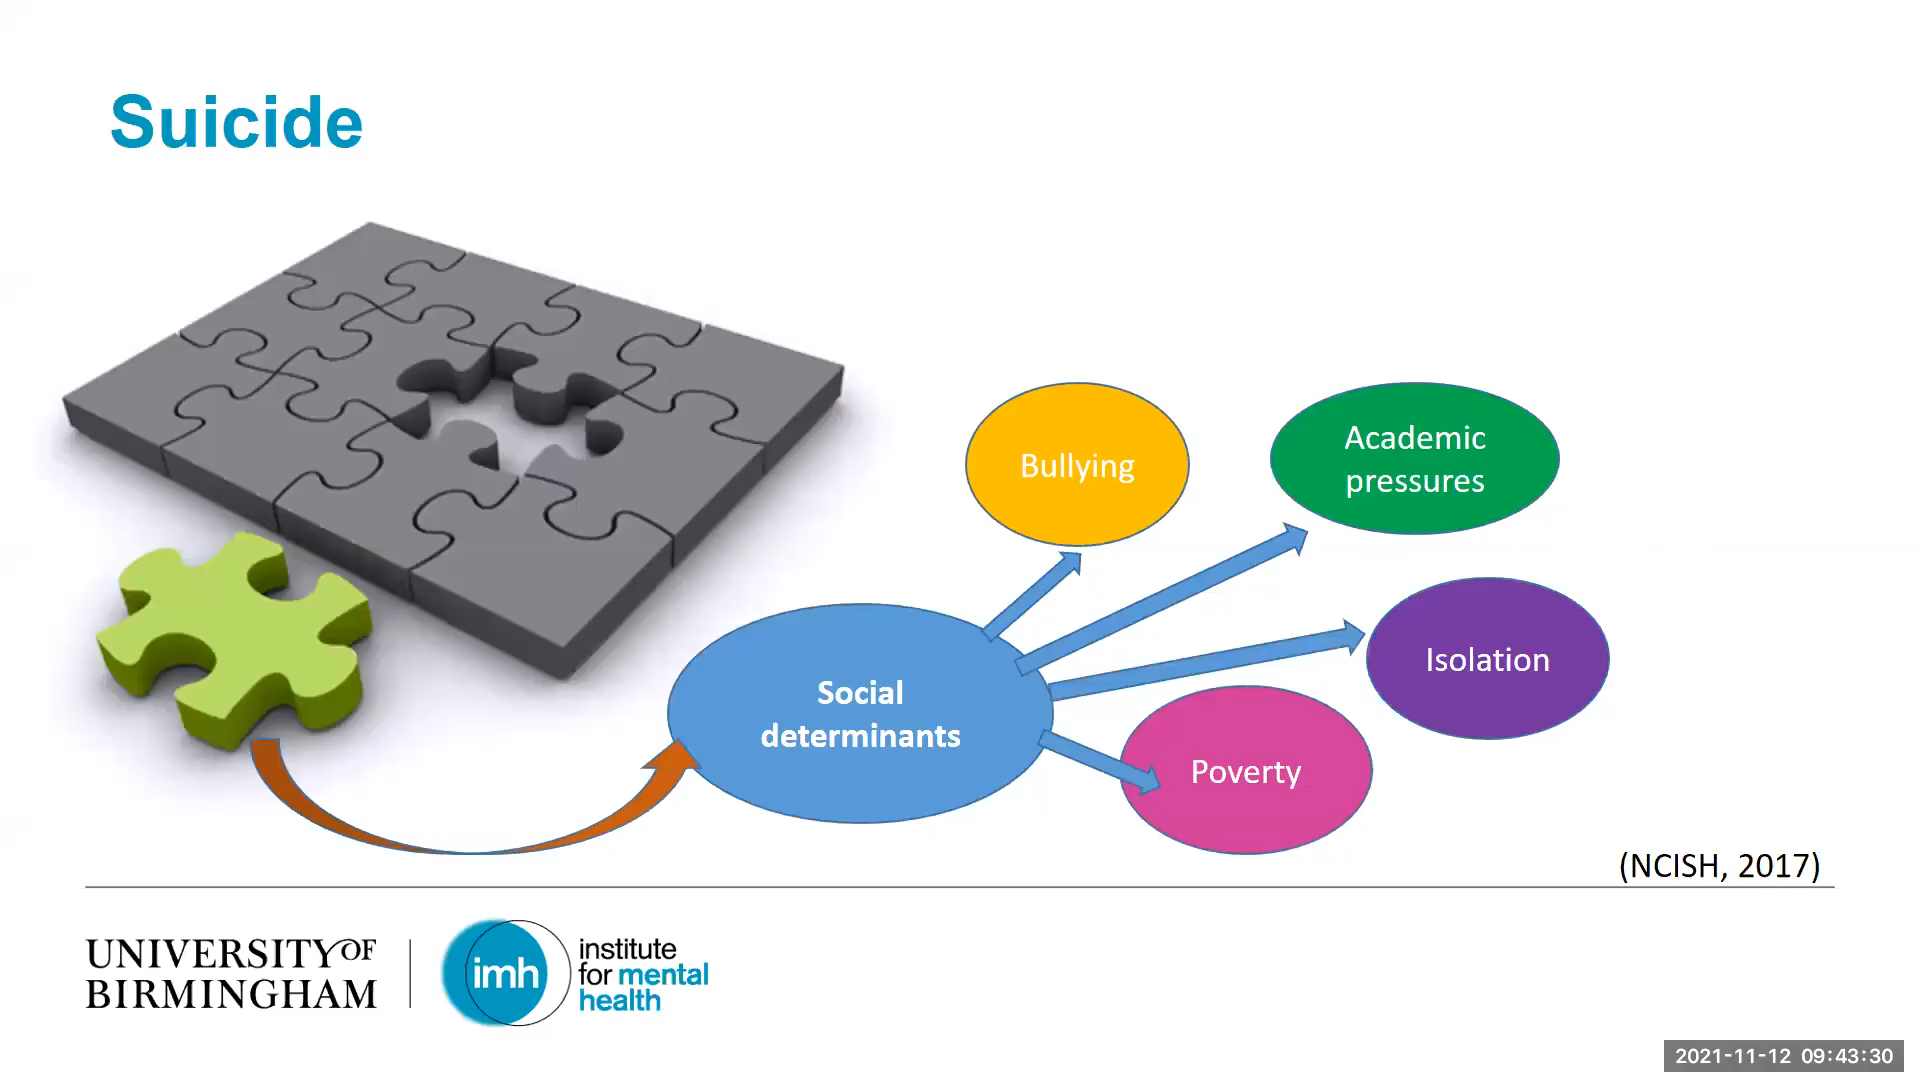 Suicide
Bullying
Academic
pressures
Isolation
Social
determinants
Poverty
(NCISH, 2017)
UNIVERSITY OF
BIRMINGHAM
imh
institute
for mental
health
2021-11-12 09:43:30